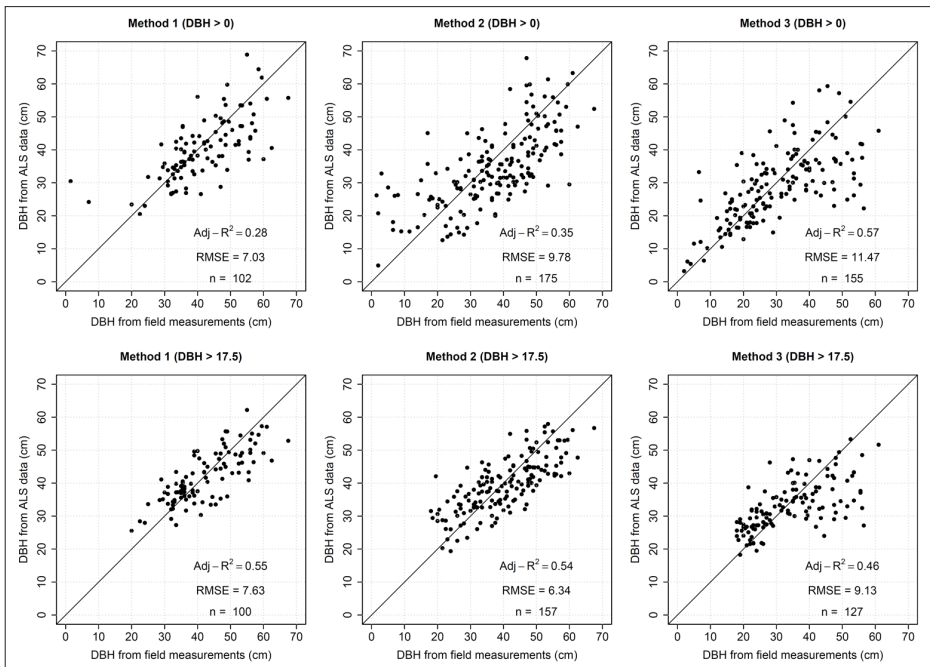 Method 1 (DBH > 0)
DBH from ALS data (cm)
0 10 20 30 40 50 60 70
Adj − R² = 0.28
RMSE = 7.03
n = 102
0 10 20 30 40 50 60 70
DBH from field measurements (cm)
Method 2 (DBH > 0)
DBH from ALS data (cm)
0 10 20 30 40 50 60 70
Adj − R² = 0.35
RMSE = 9.78
n = 175
0 10 20 30 40 50 60 70
DBH from field measurements (cm)
Method 3 (DBH > 0)
DBH from ALS data (cm)
0 10 20 30 40 50 60 70
Adj − R² = 0.57
RMSE = 11.47
n = 155
0 10 20 30 40 50 60 70
DBH from field measurements (cm)
Method 1 (DBH > 17.5)
DBH from ALS data (cm)
0 10 20 30 40 50 60 70
Adj − R² = 0.55
RMSE = 7.63
n = 100
0 10 20 30 40 50 60 70
DBH from field measurements (cm)
Method 2 (DBH > 17.5)
DBH from ALS data (cm)
0 10 20 30 40 50 60 70
Adj − R² = 0.54
RMSE = 6.34
n = 157
0 10 20 30 40 50 60 70
DBH from field measurements (cm)
Method 3 (DBH > 17.5)
DBH from ALS data (cm)
0 10 20 30 40 50 60 70
Adj − R² = 0.46
RMSE = 9.13
n = 127
0 10 20 30 40 50 60 70
DBH from field measurements (cm)